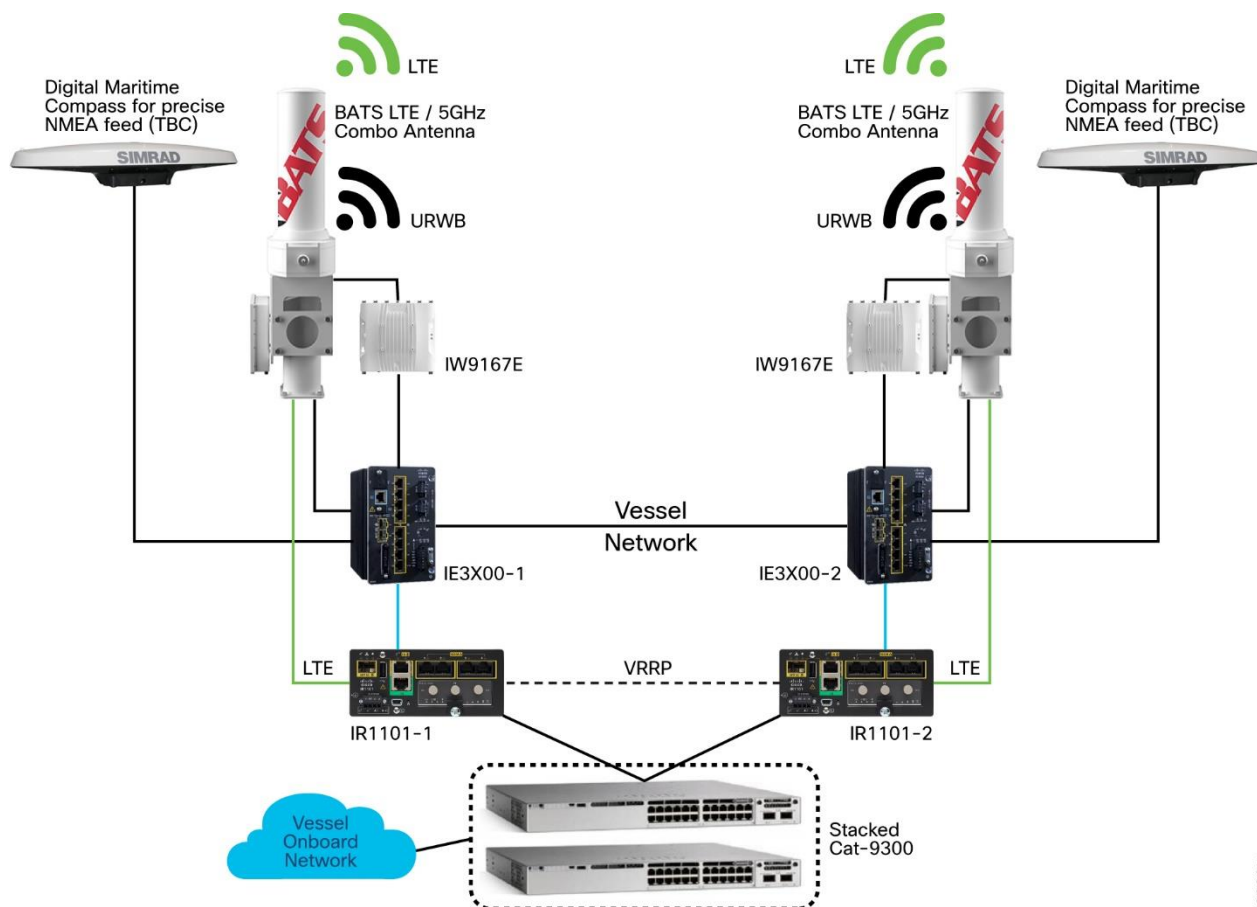 LTE
LTE
Digital Maritime
Compass for precise
NMEA feed (TBC)
BATS LTE / 5GHz
Combo Antenna
BATS LTE / 5GHz
Combo Antenna
Digital Maritime
Compass for precise
NMEA feed (TBC)
SIMRAD
BATS
BATS
SIMRAD
URWB
URWB
IW9167E
IW9167E
Vessel
Network
IE3X00-1
IE3X00-2
LTE
VRRP
LTE
IR1101-1
IR1101-2
Vessel
Onboard
Network
Stacked
Cat-9300